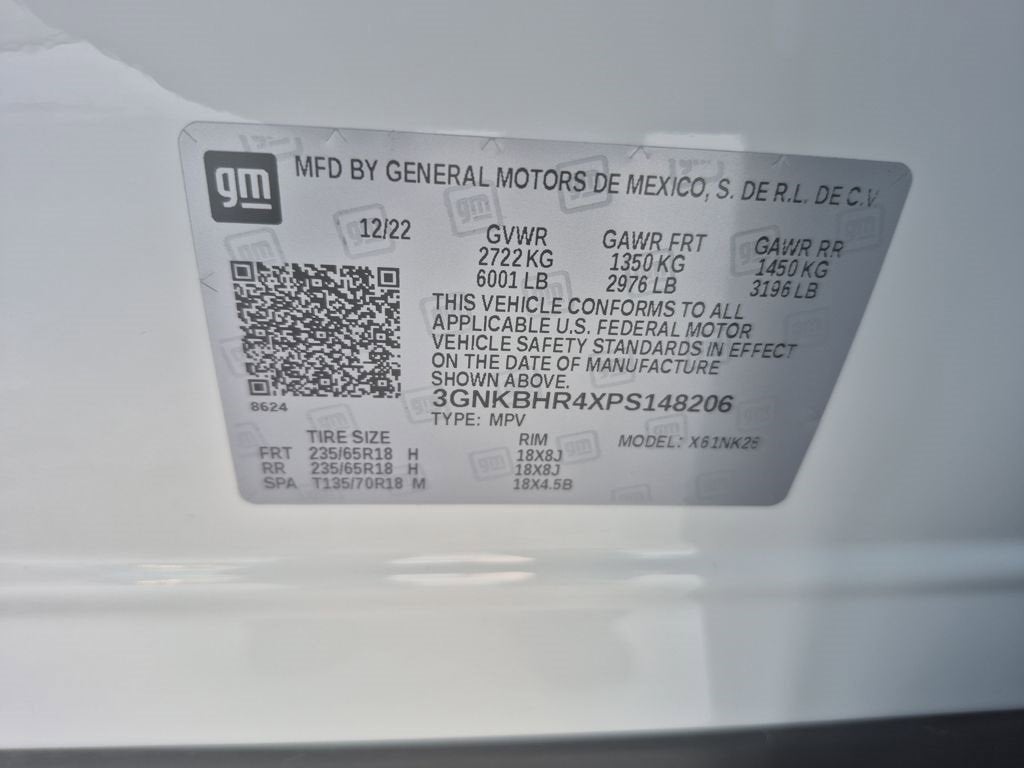 gm MFD BY GENERAL MOTORS DE MEXICO, S. DE R.L. DE C.V.
12/22 GVWR GAWR FRT GAWR RR
2722 KG 1350 KG 1450 KG
6001 LB 2976 LB 3196 LB
THIS VEHICLE CONFORMS TO ALL
APPLICABLE U.S. FEDERAL MOTOR
VEHICLE SAFETY STANDARDS IN EFFECT
ON THE DATE OF MANUFACTURE
SHOWN ABOVE.
8624 3GNKBHR4XPS148206
TYPE: MPV
TIRE SIZE RIM MODEL: X61NK26
FRT 235/65R18 H 18X8J
RR 235/65R18 H 18X8J
SPA T135/70R18 M 18X4.5B